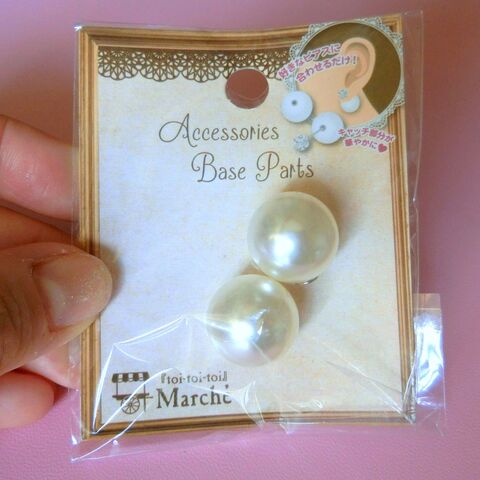 好きなピアスに
合わせるだけ!
キャッチ部分が
華やかに♥
Accessories
Base Parts
『toi-toi-toi』
Marché